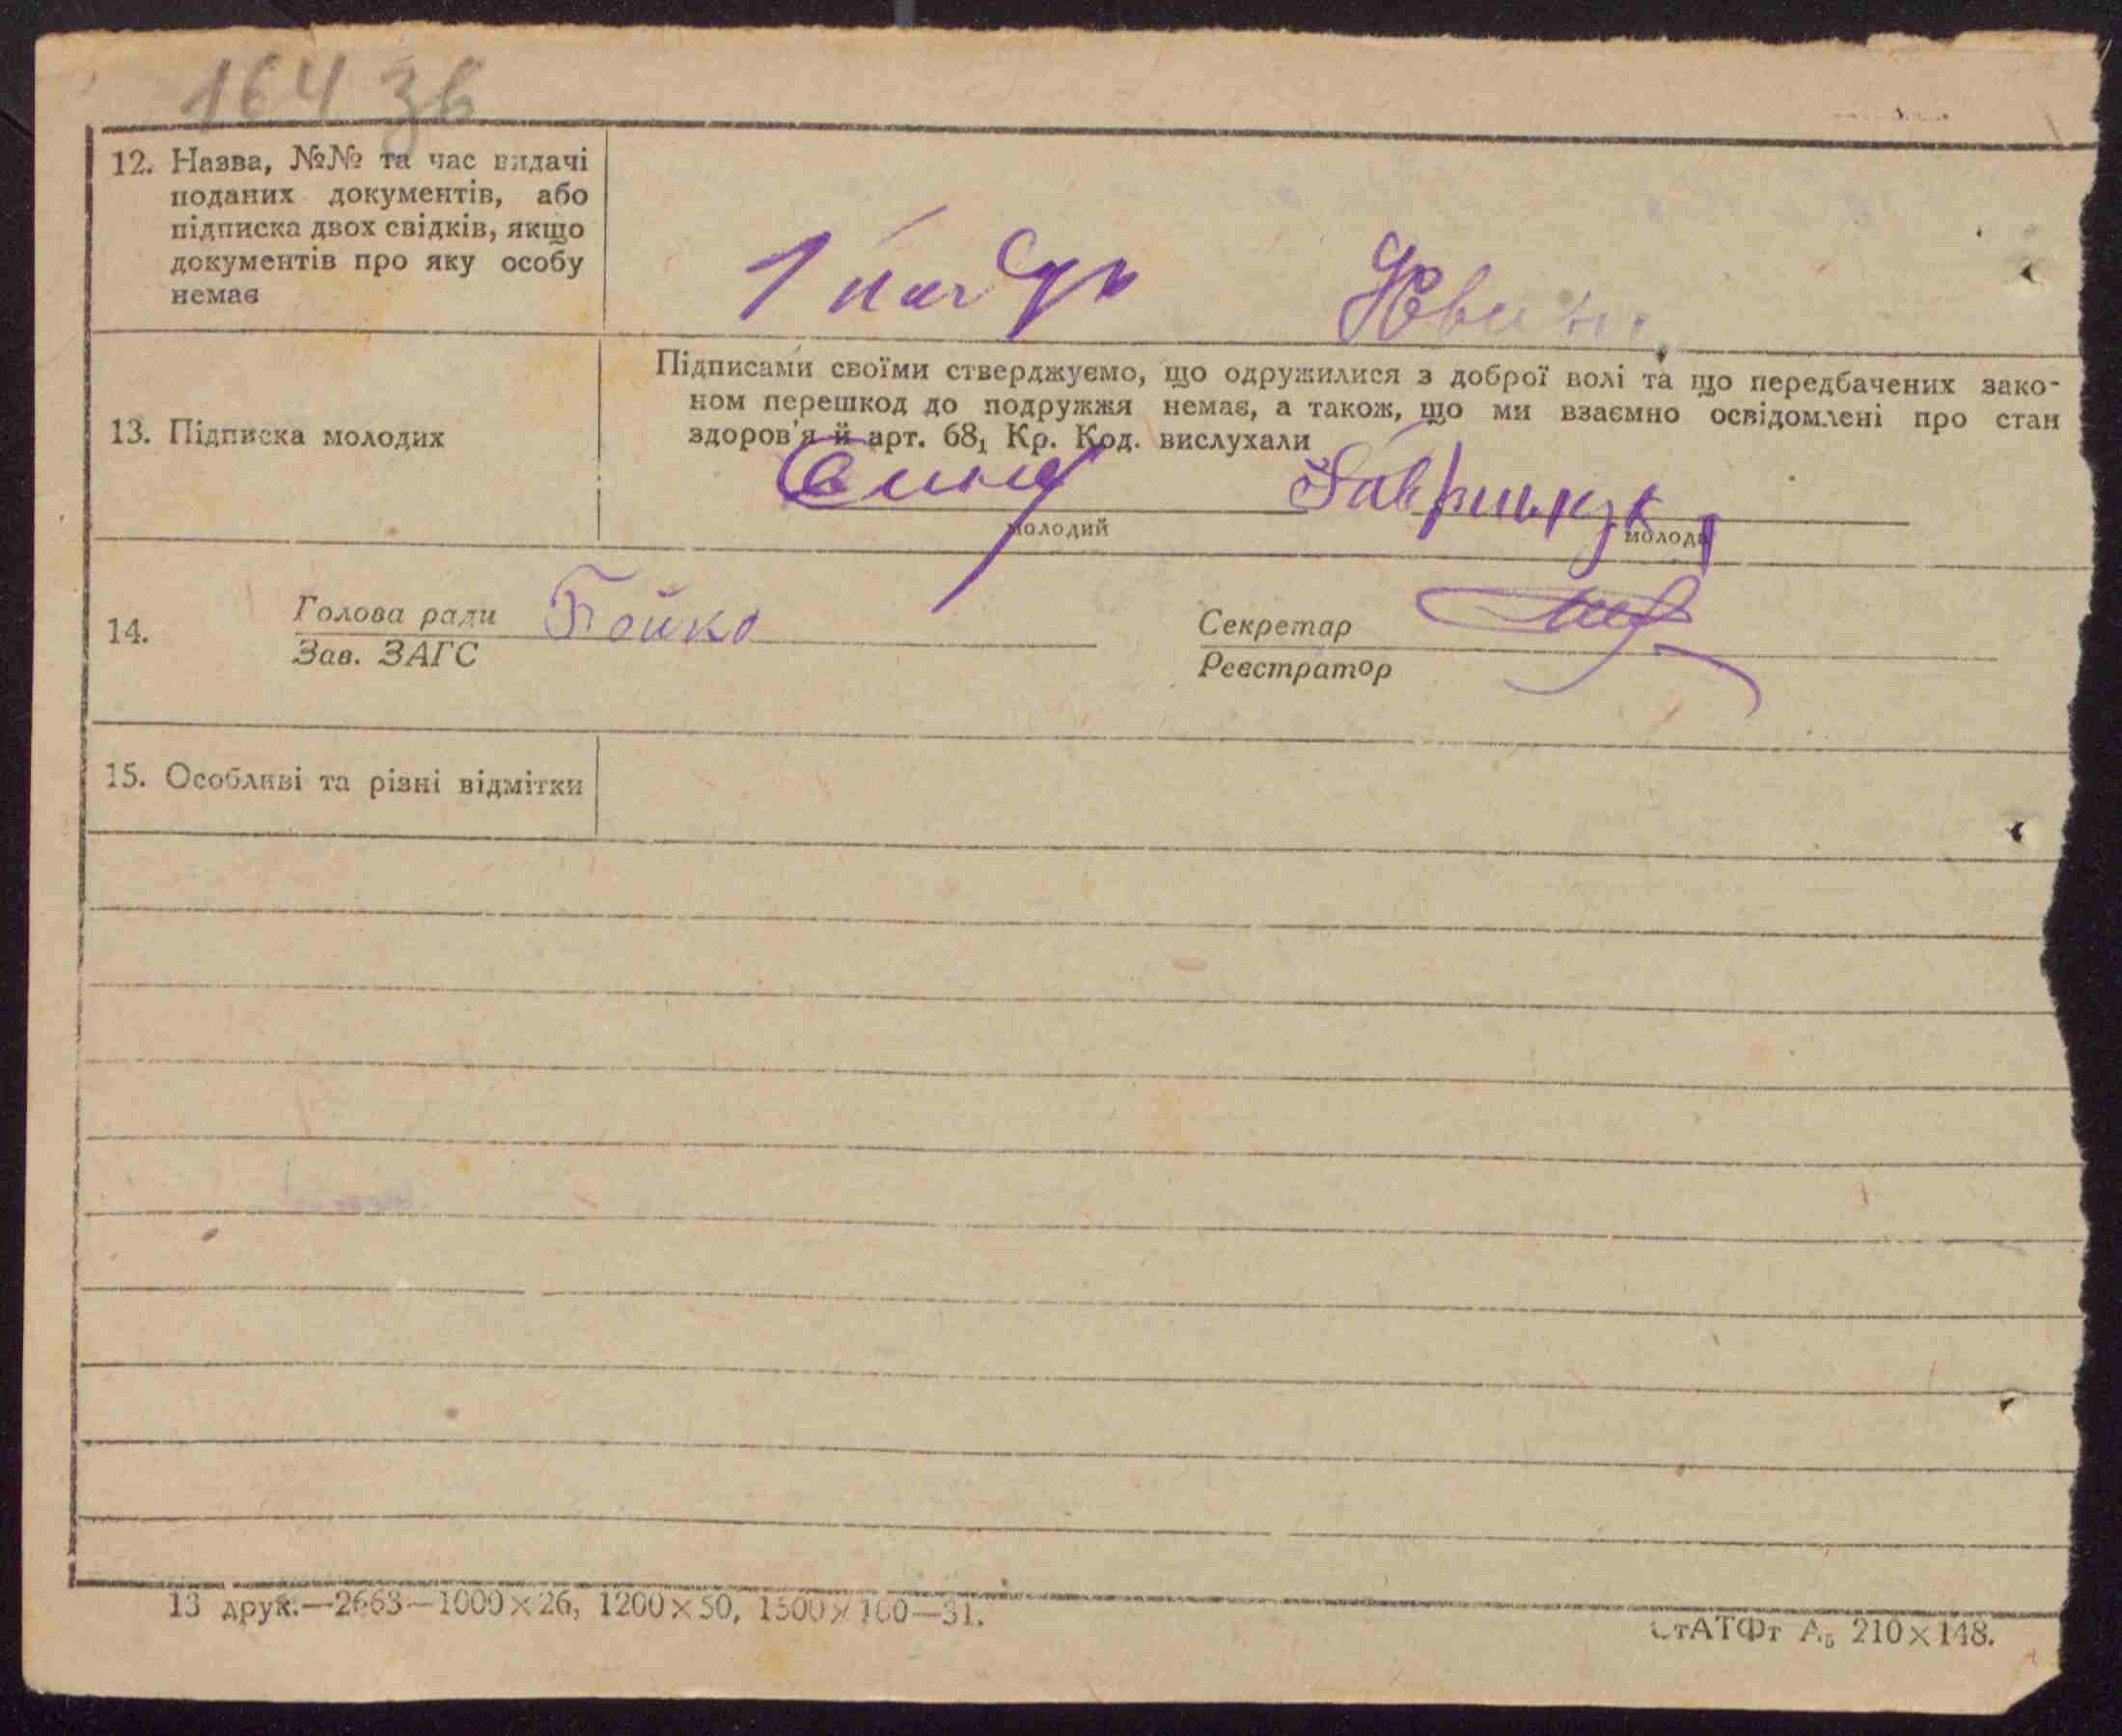 164 зв
12. Назва, №№ та час видачі
поданих документів, або
підписка двох свідків, якщо
документів про яку особу
немає
1
13. Підписка молодих
Підписами своїми стверджуємо, що одружилися з доброї волі та що передбачених зако-
ном перешкод до подружжя немає, а також, що ми взаємно освідомлені про стан
здоров'я й арт. 68₁ Кр. Код. вислухали
молодий
молода
14.
Голова ради Бойко
Зав. ЗАГС
Секретар
Реєстратор
15. Особливі та різні відмітки
13 друк.—2663—1000×26, 1200×50, 1500×100—31.
СтАТФт А₅ 210×148.